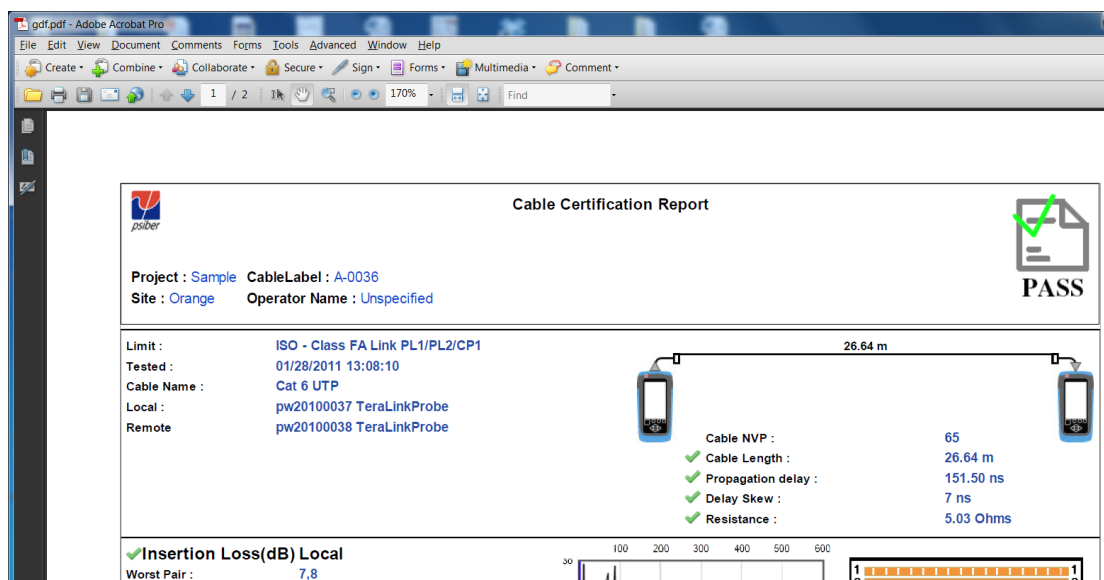 gdf.pdf - Adobe Acrobat Pro
File Edit View Document Comments Forms Tools Advanced Window Help
Create Combine Collaborate Secure Sign Forms Multimedia Comment
1 / 2 170% Find
psiber
Cable Certification Report
PASS
Project : Sample CableLabel : A-0036
Site : Orange Operator Name : Unspecified
Limit : ISO - Class FA Link PL1/PL2/CP1
Tested : 01/28/2011 13:08:10
Cable Name : Cat 6 UTP
Local : pw20100037 TeraLinkProbe
Remote pw20100038 TeraLinkProbe
26.64 m
Cable NVP : 65
Cable Length : 26.64 m
Propagation delay : 151.50 ns
Delay Skew : 7 ns
Resistance : 5.03 Ohms
Insertion Loss(dB) Local
Worst Pair : 7,8
100 200 300 400 500 600
30
1 1